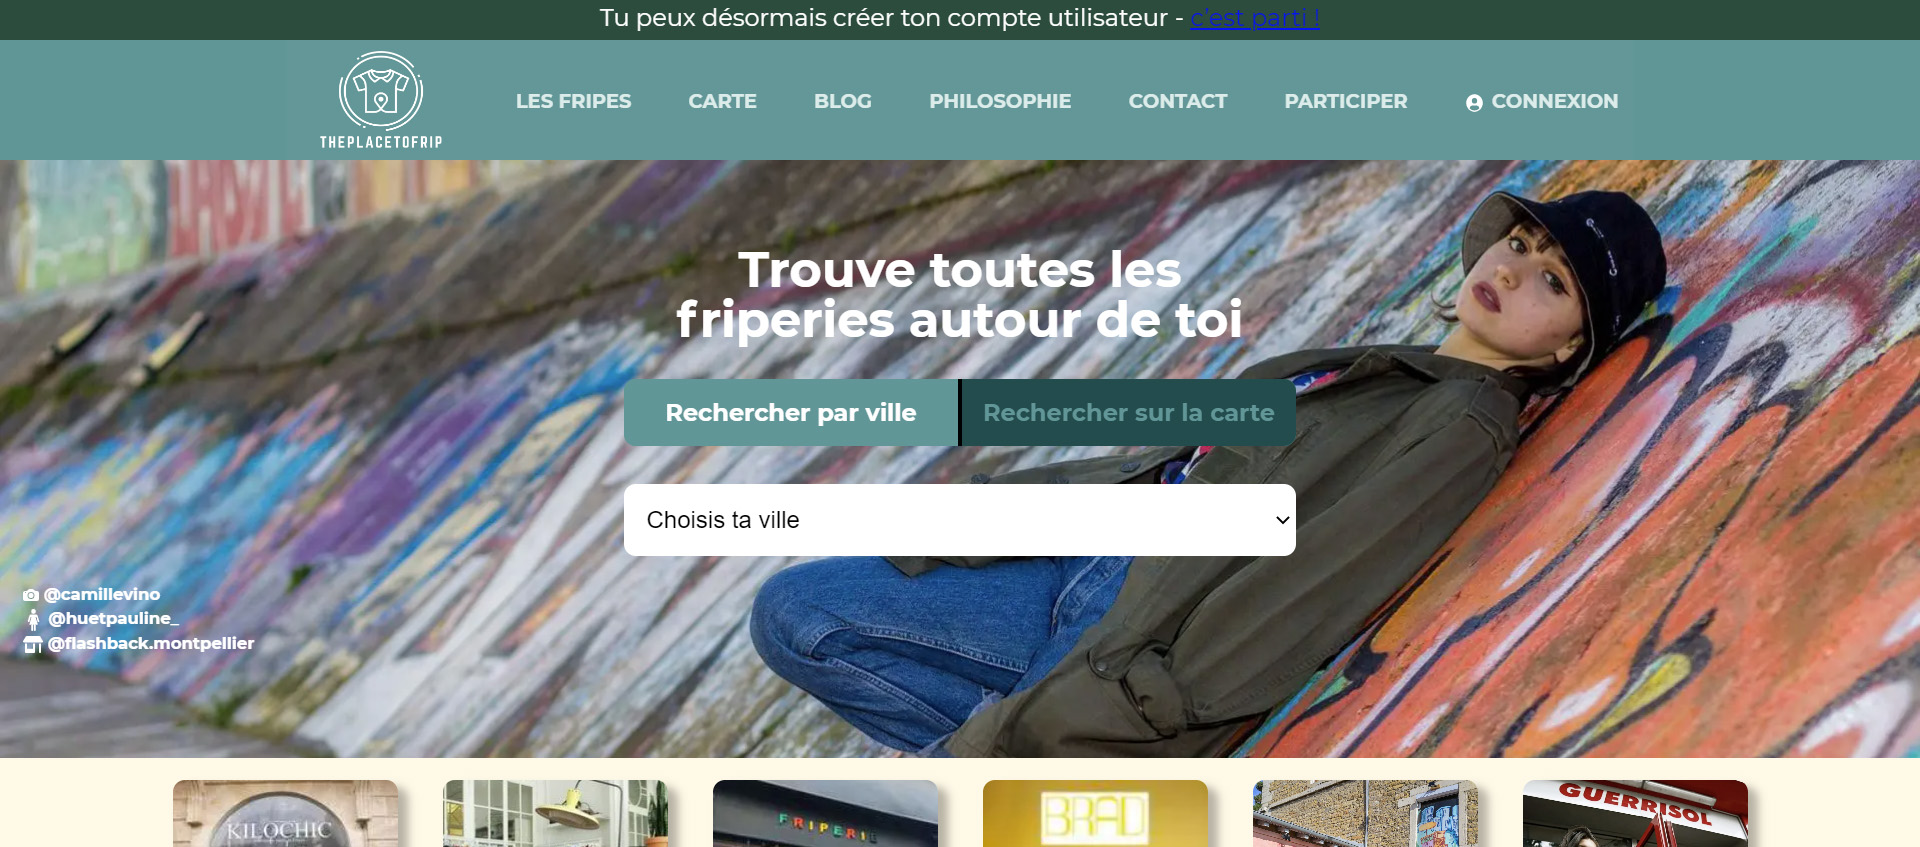 Tu peux désormais créer ton compte utilisateur - c'est parti !
THEPLACETOFRIP
LES FRIPES
CARTE
BLOG
PHILOSOPHIE
CONTACT
PARTICIPER
CONNEXION
Trouve toutes les
friperies autour de toi
Rechercher par ville
Rechercher sur la carte
Choisis ta ville
@camillevino
@huetpauline_
@flashback.montpellier
KILOCHIC
FRIPERIE
BRAD
GUERRISOL